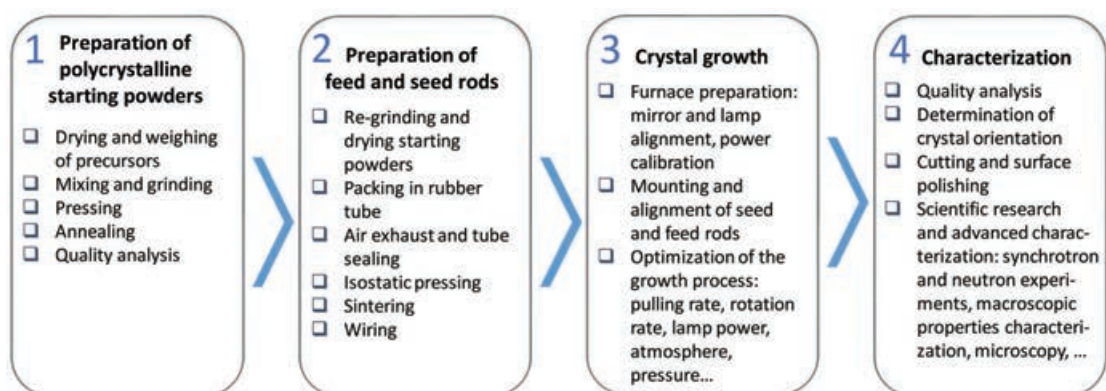 1 Preparation of
polycrystalline
starting powders
❑ Drying and weighing
of precursors
❑ Mixing and grinding
❑ Pressing
❑ Annealing
❑ Quality analysis
2 Preparation of
feed and seed rods
❑ Re-grinding and
drying starting
powders
❑ Packing in rubber
tube
❑ Air exhaust and tube
sealing
❑ Isostatic pressing
❑ Sintering
❑ Wiring
3 Crystal growth
❑ Furnace preparation:
mirror and lamp
alignment, power
calibration
❑ Mounting and
alignment of seed
and feed rods
❑ Optimization of the
growth process:
pulling rate, rotation
rate, lamp power,
atmosphere,
pressure...
4 Characterization
❑ Quality analysis
❑ Determination of
crystal orientation
❑ Cutting and surface
polishing
❑ Scientific research
and advanced charac-
terization: synchrotron
and neutron experi-
ments, macroscopic
properties characteri-
zation, microscopy, ...